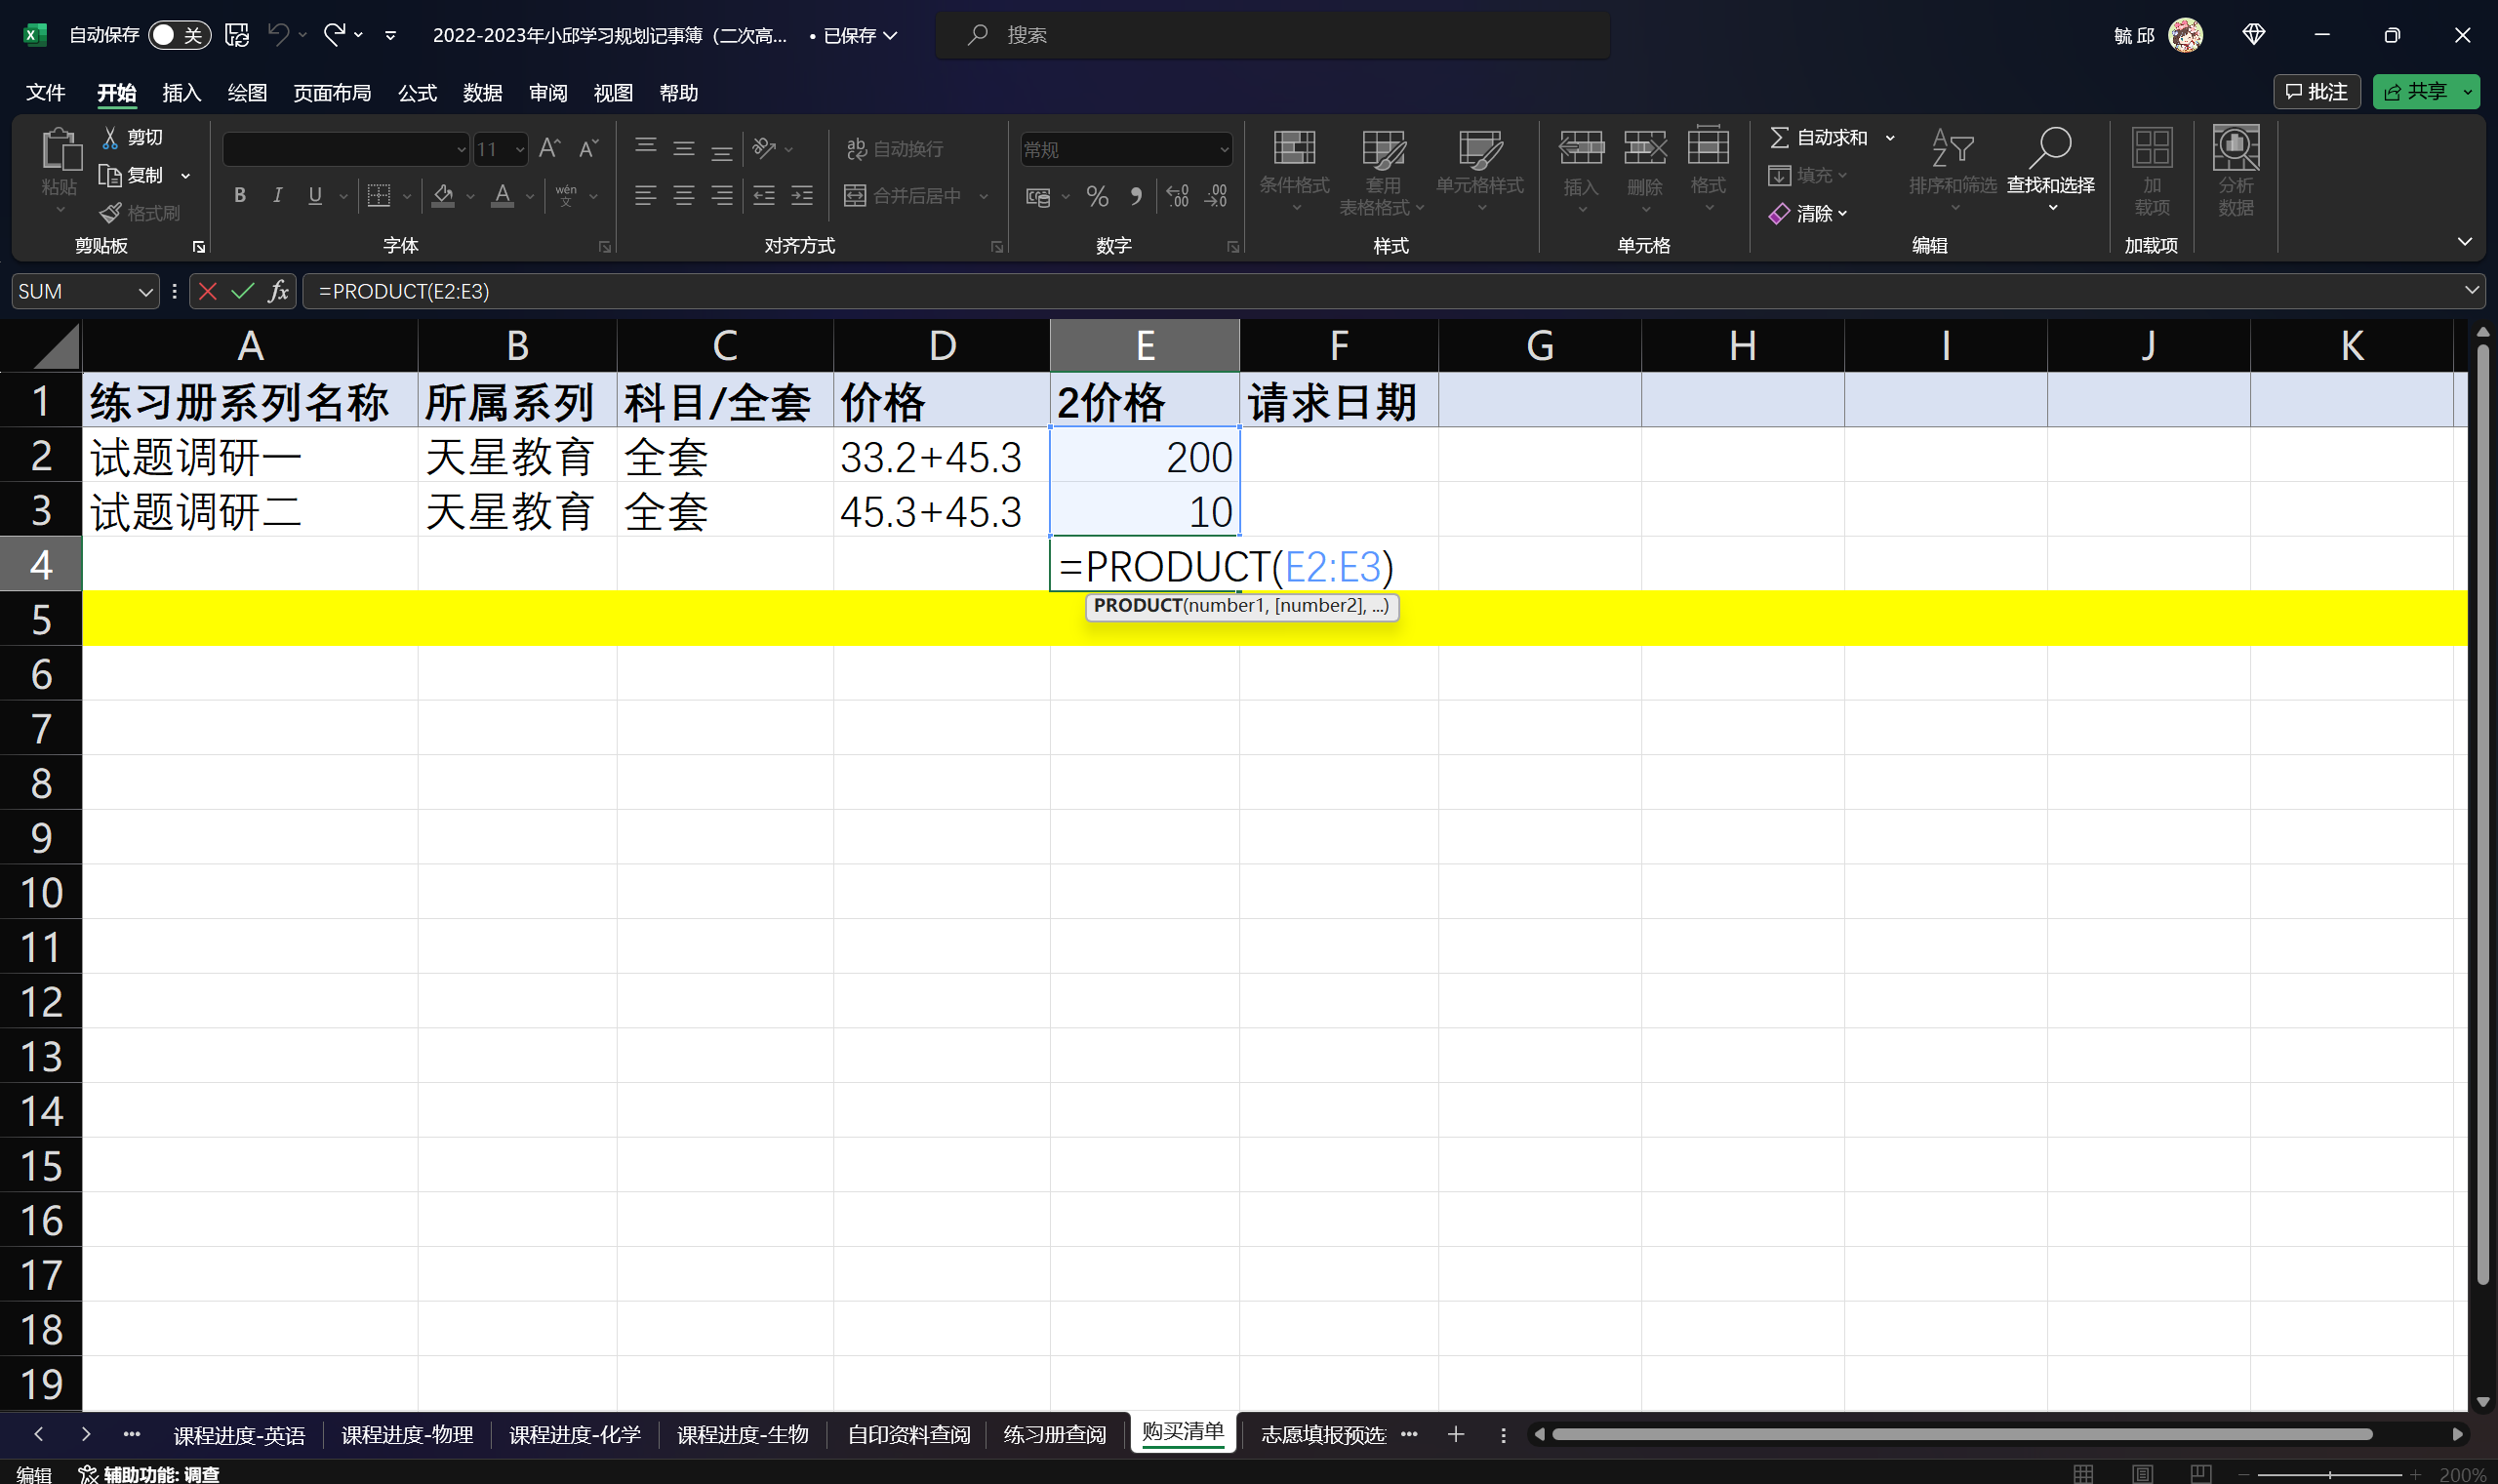 自动保存 关 2022-2023年小邱学习规划记事簿（二次高... • 已保存 搜索 毓 邱
文件 开始 插入 绘图 页面布局 公式 数据 审阅 视图 帮助 批注 共享
粘贴 剪切 复制 格式刷 剪贴板
11 B I U A wén 文 字体
ab 自动换行 合并后居中 对齐方式
常规 % 数字
条件格式 套用 表格格式 单元格样式 样式
插入 删除 格式 单元格
自动求和 填充 清除 排序和筛选 查找和选择 编辑
加 载项 加载项
分析 数据
SUM fx =PRODUCT(E2:E3)
A B C D E F G H I J K
1 练习册系列名称 所属系列 科目/全套 价格 2价格 请求日期
2 试题调研一 天星教育 全套 33.2+45.3 200
3 试题调研二 天星教育 全套 45.3+45.3 10
4 =PRODUCT(E2:E3)
PRODUCT(number1, [number2], ...)
5
6
7
8
9
10
11
12
13
14
15
16
17
18
19
课程进度-英语 课程进度-物理 课程进度-化学 课程进度-生物 自印资料查阅 练习册查阅 购买清单 志愿填报预选
编辑 辅助功能: 调查 200%